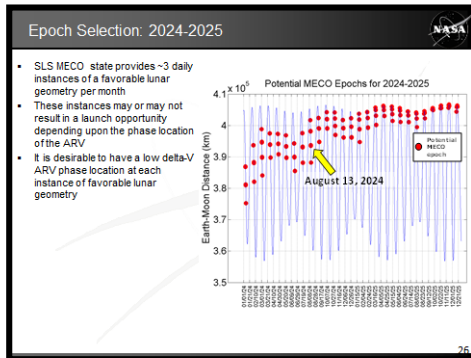 Epoch Selection: 2024-2025
NASA
SLS MECO state provides ~3 daily
instances of a favorable lunar
geometry per month
These instances may or may not
result in a launch opportunity
depending upon the phase location
of the ARV
It is desirable to have a low delta-V
ARV phase location at each
instance of favorable lunar
geometry
Potential MECO Epochs for 2024-2025
x 10^5
4.1
4
3.9
3.8
3.7
3.6
3.5
Earth-Moon Distance (km)
Potential
MECO
epoch
August 13, 2024
26